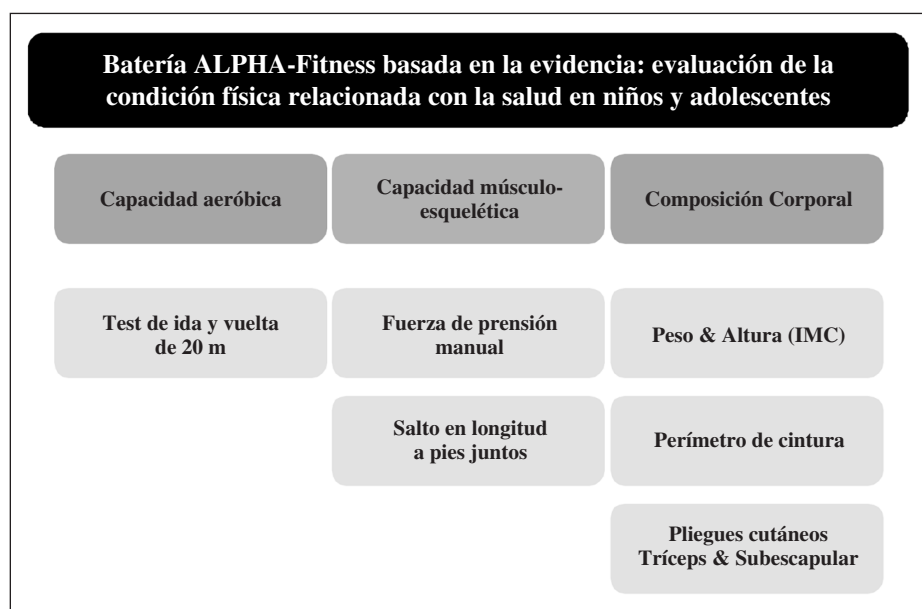 Batería ALPHA-Fitness basada en la evidencia: evaluación de la
condición física relacionada con la salud en niños y adolescentes
Capacidad aeróbica
Capacidad músculo-
esquelética
Composición Corporal
Test de ida y vuelta
de 20 m
Fuerza de prensión
manual
Peso & Altura (IMC)
Salto en longitud
a pies juntos
Perímetro de cintura
Pliegues cutáneos
Tríceps & Subescapular